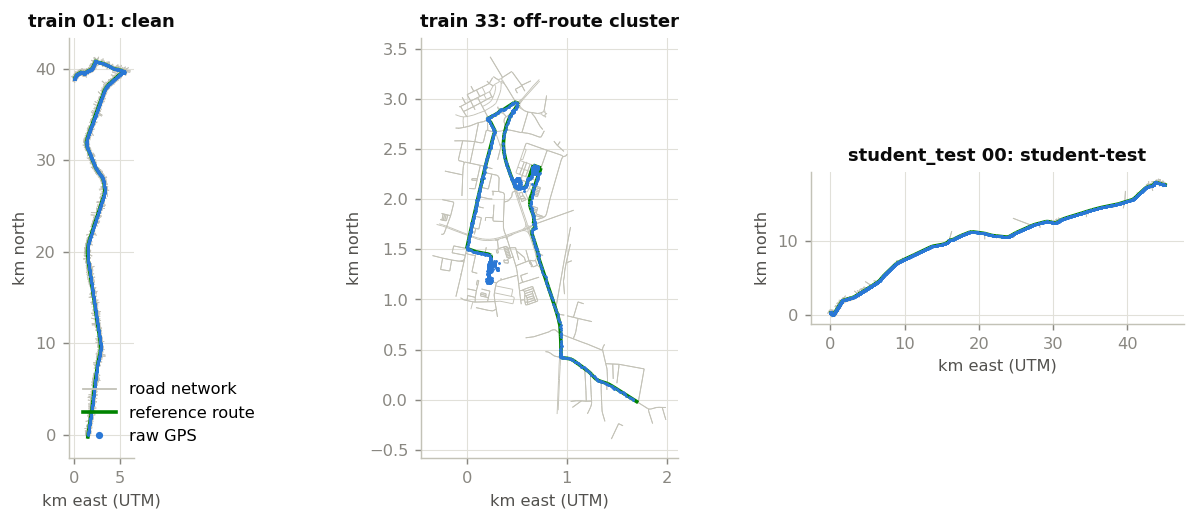 train 01: clean
km north
40
30
20
10
0
0 5
km east (UTM)
road network
reference route
raw GPS
train 33: off-route cluster
km north
3.5
3.0
2.5
2.0
1.5
1.0
0.5
0.0
−0.5
0 1 2
km east (UTM)
student_test 00: student-test
km north
10
0
0 10 20 30 40
km east (UTM)